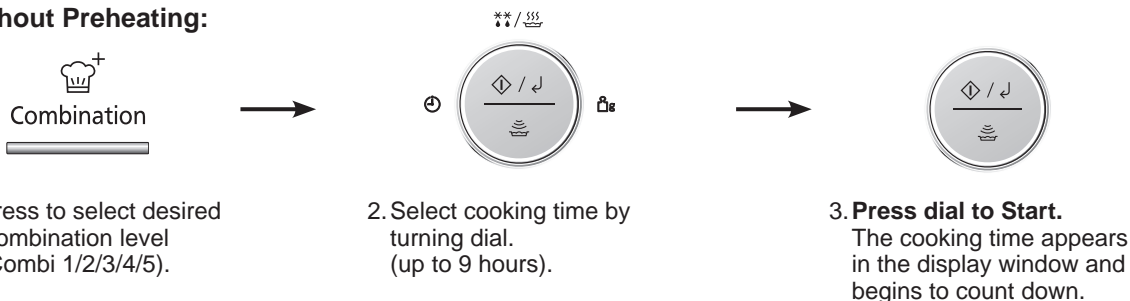 hout Preheating:
Combination
ress to select desired
ombination level
ombi 1/2/3/4/5).
2. Select cooking time by
turning dial.
(up to 9 hours).
3. Press dial to Start.
The cooking time appears
in the display window and
begins to count down.